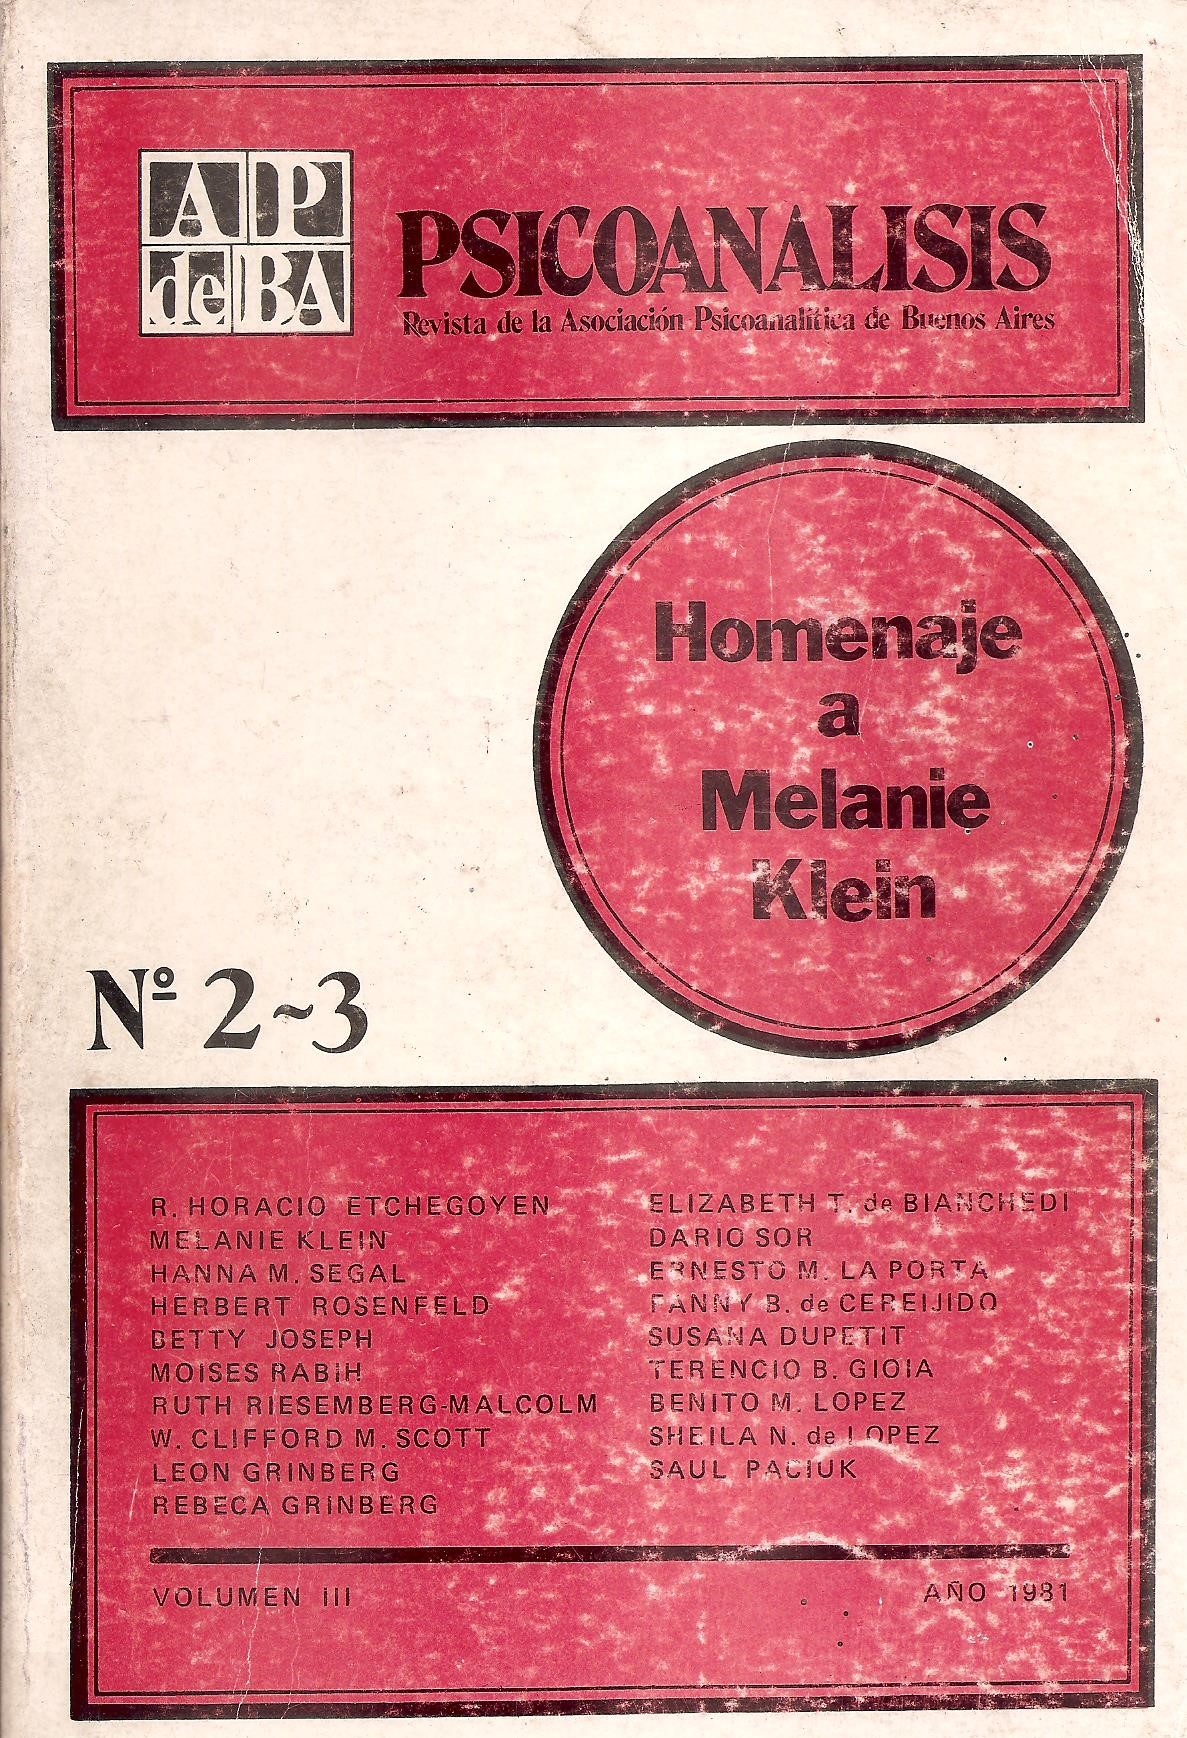 AP
deBA
PSICOANALISIS
Revista de la Asociación Psicoanalítica de Buenos Aires
Homenaje
a
Melanie
Klein
Nº 2~3
R. HORACIO ETCHEGOYEN
MELANIE KLEIN
HANNA M. SEGAL
HERBERT ROSENFELD
BETTY JOSEPH
MOISES RABIH
RUTH RIESEMBERG-MALCOLM
W. CLIFFORD M. SCOTT
LEON GRINBERG
REBECA GRINBERG
ELIZABETH T. de BIANCHEDI
DARIO SOR
ERNESTO M. LA PORTA
FANNY B. de CEREIJIDO
SUSANA DUPETIT
TERENCIO B. GIOIA
BENITO M. LOPEZ
SHEILA N. de LOPEZ
SAUL PACIUK
VOLUMEN III
AÑO 1981